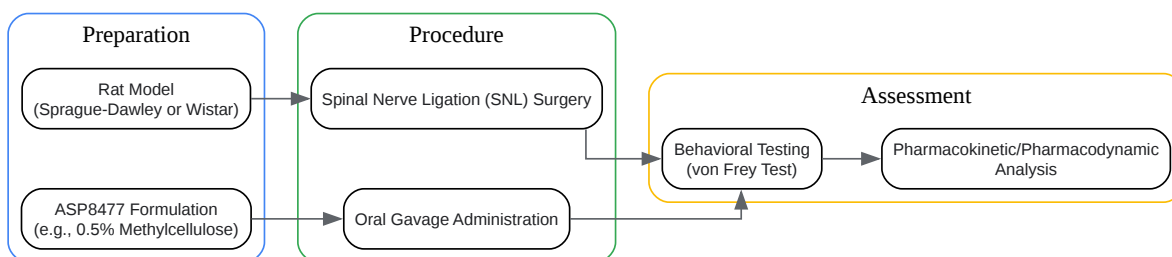 Preparation
Rat Model
(Sprague-Dawley or Wistar)
ASP8477 Formulation
(e.g., 0.5% Methylcellulose)
Procedure
Spinal Nerve Ligation (SNL) Surgery
Oral Gavage Administration
Assessment
Behavioral Testing
(von Frey Test)
Pharmacokinetic/Pharmacodynamic
Analysis